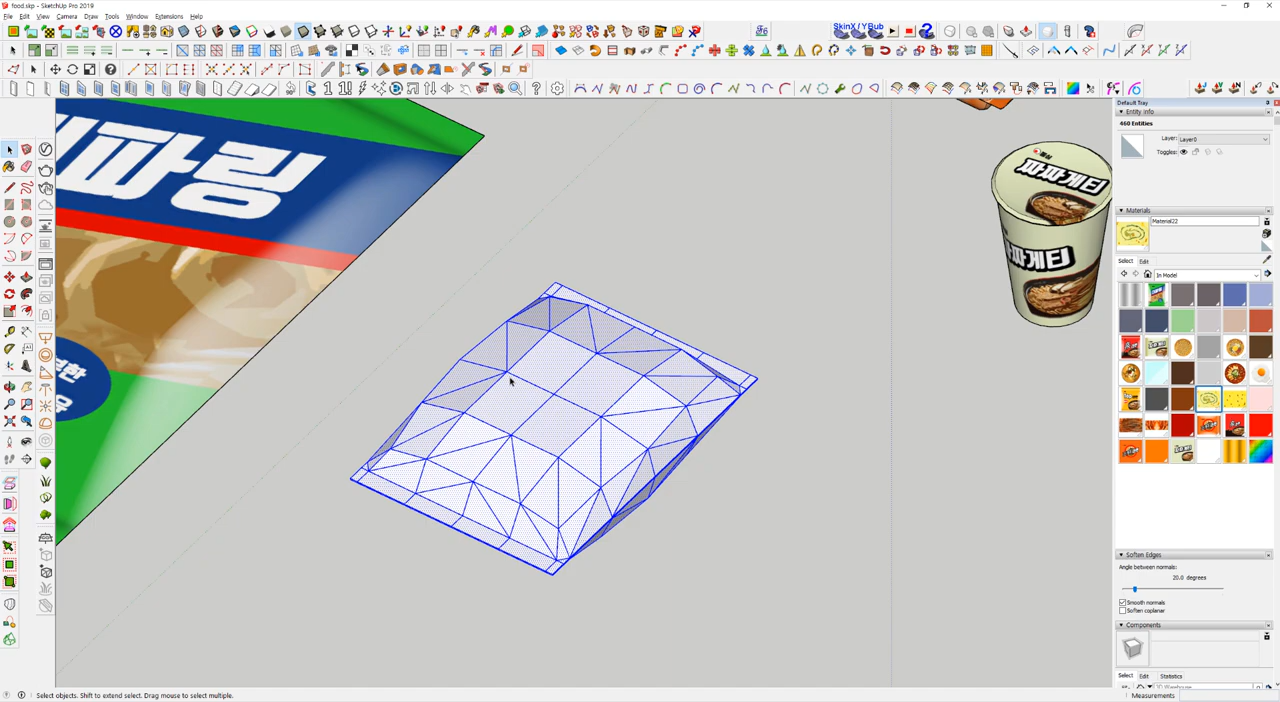 food.skp - SketchUp Pro 2019
File Edit View Camera Draw Tools Window Extensions Help
SkinX/YBub
Default Tray
Entity Info
460 Entities
Layer: Layer0
Toggles:
Materials
Material22
Select Edit
In Model
Soften Edges
Angle between normals:
20.0 degrees
Smooth normals
Soften coplanar
Components
Select Edit Statistics
파링
파짜게티
파짜게티
Select objects. Shift to extend select. Drag mouse to select multiple.
Measurements